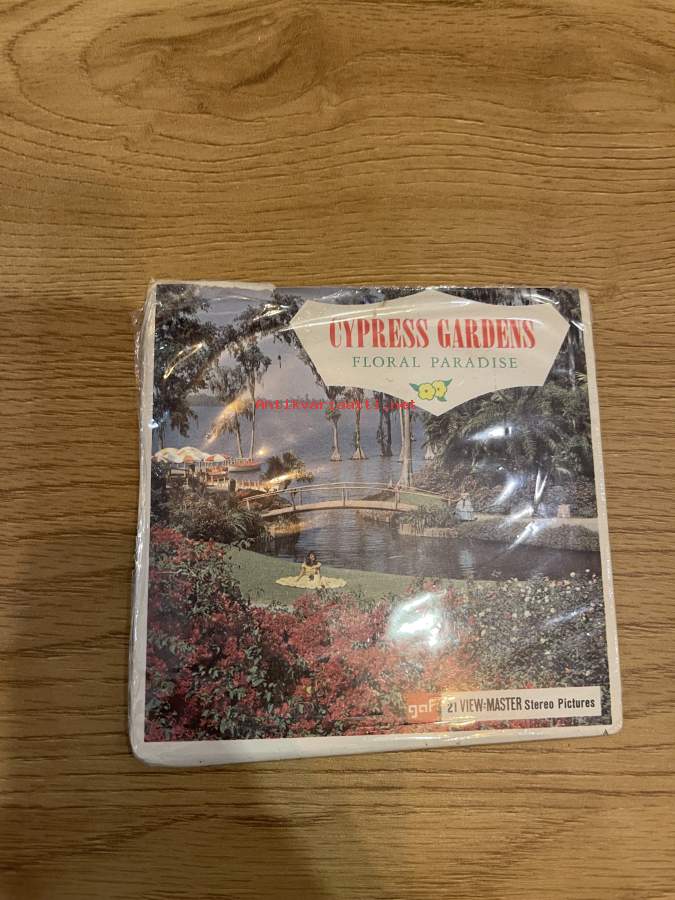 CYPRESS GARDENS
FLORAL PARADISE
Antikvariaatti.net
gaf 21 VIEW-MASTER Stereo Pictures